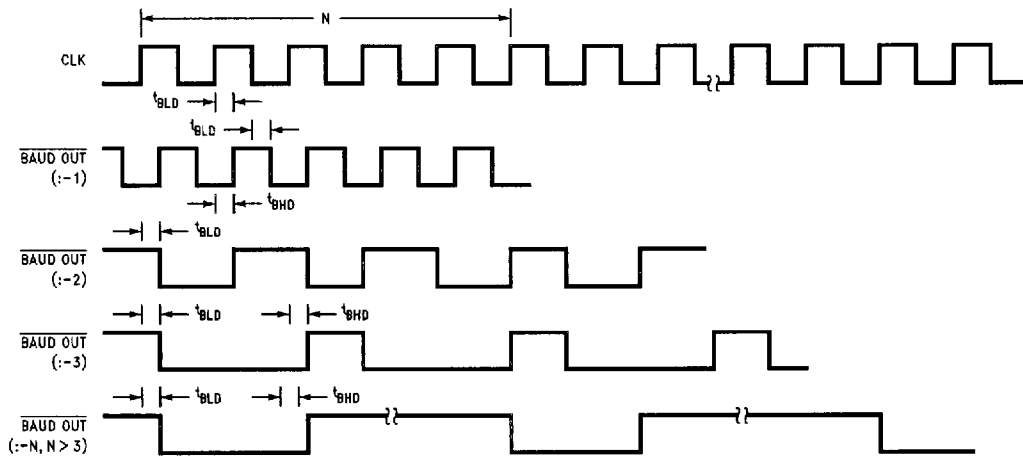 N
CLK
tBLD
tBLD
BAUD OUT
(:-1)
tBHD
tBLD
BAUD OUT
(:-2)
tBLD
tBHD
BAUD OUT
(:-3)
tBLD
tBHD
BAUD OUT
(:-N, N > 3)